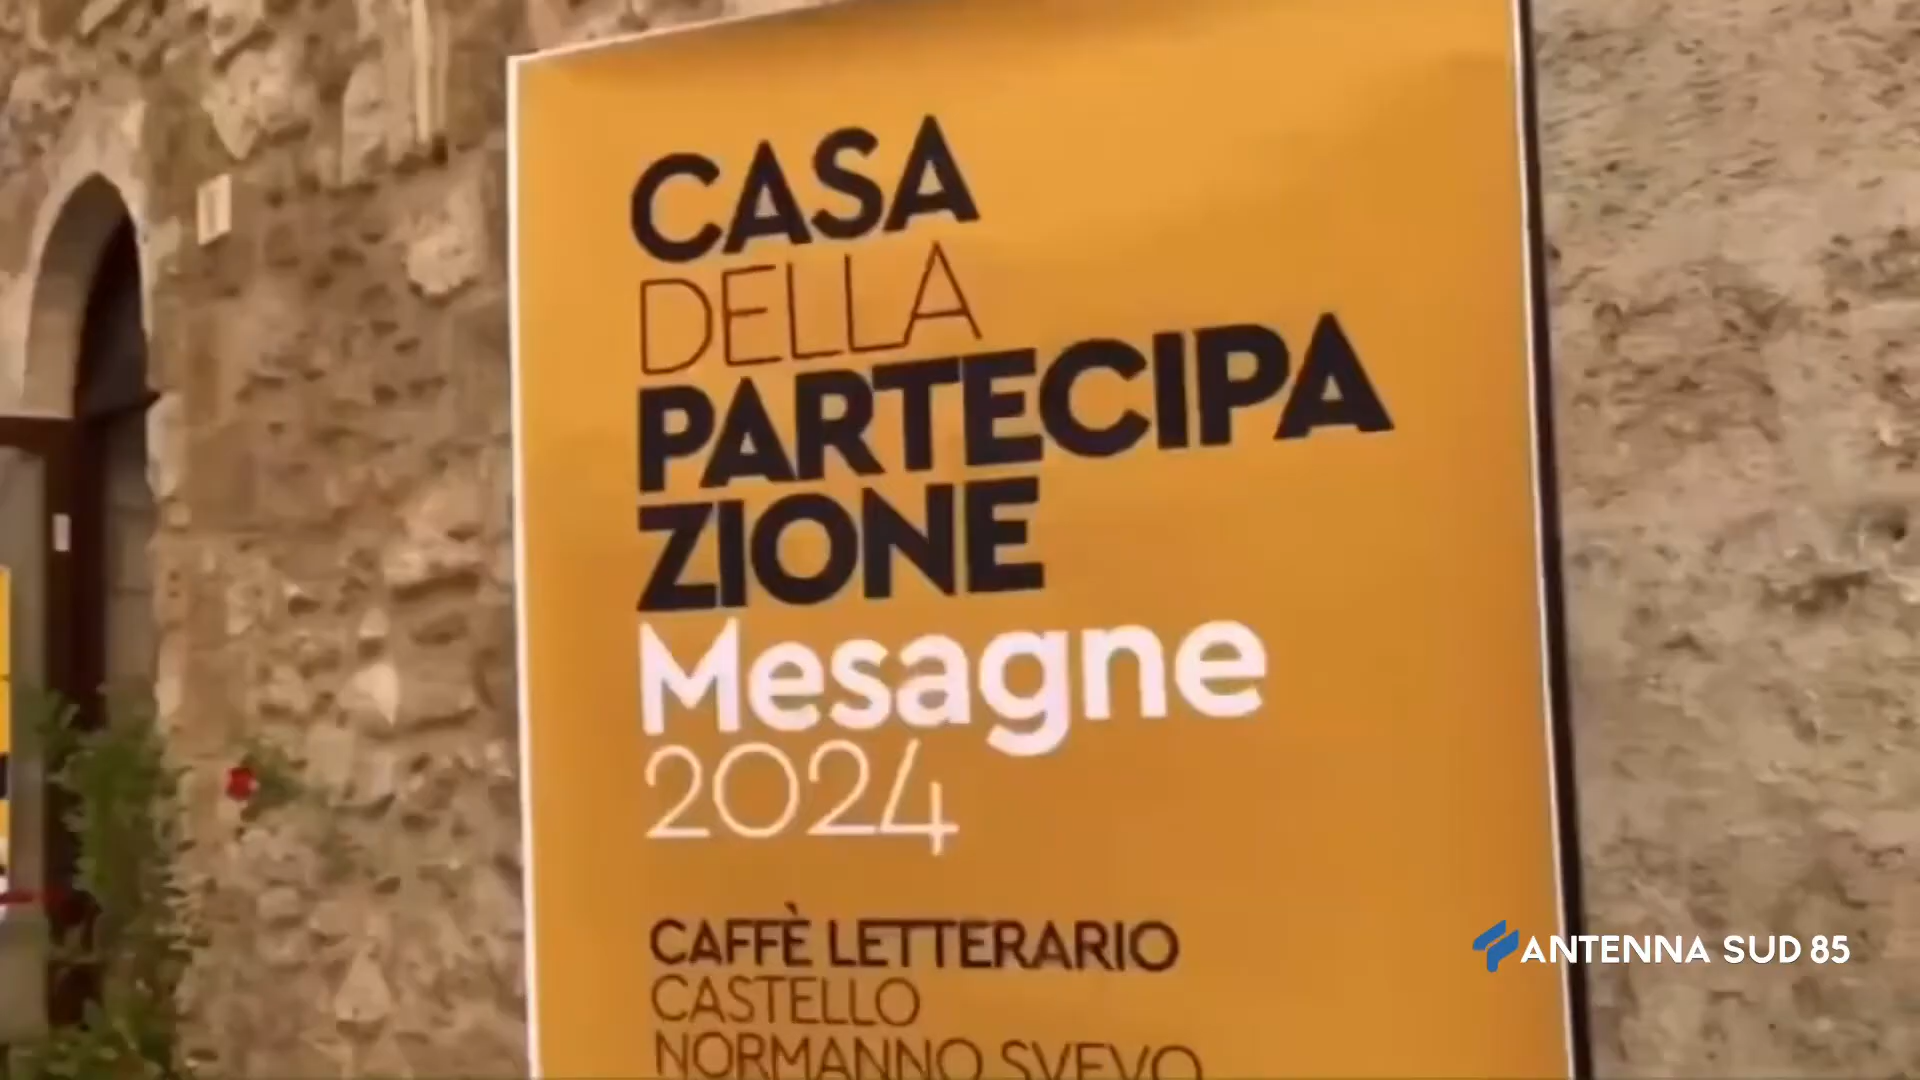 CASA
DELLA
PARTECIPA
ZIONE
Mesagne
2024
CAFFÈ LETTERARIO
CASTELLO
NORMANNO SVEVO
ANTENNA SUD 85